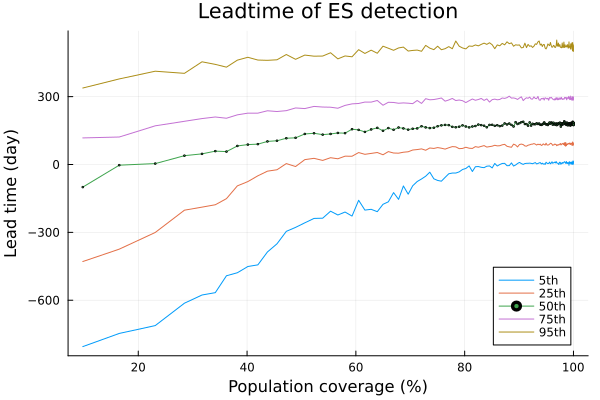 Leadtime of ES detection
Lead time (day)
300
0
−300
−600
20
40
60
80
100
Population coverage (%)
5th
25th
50th
75th
95th